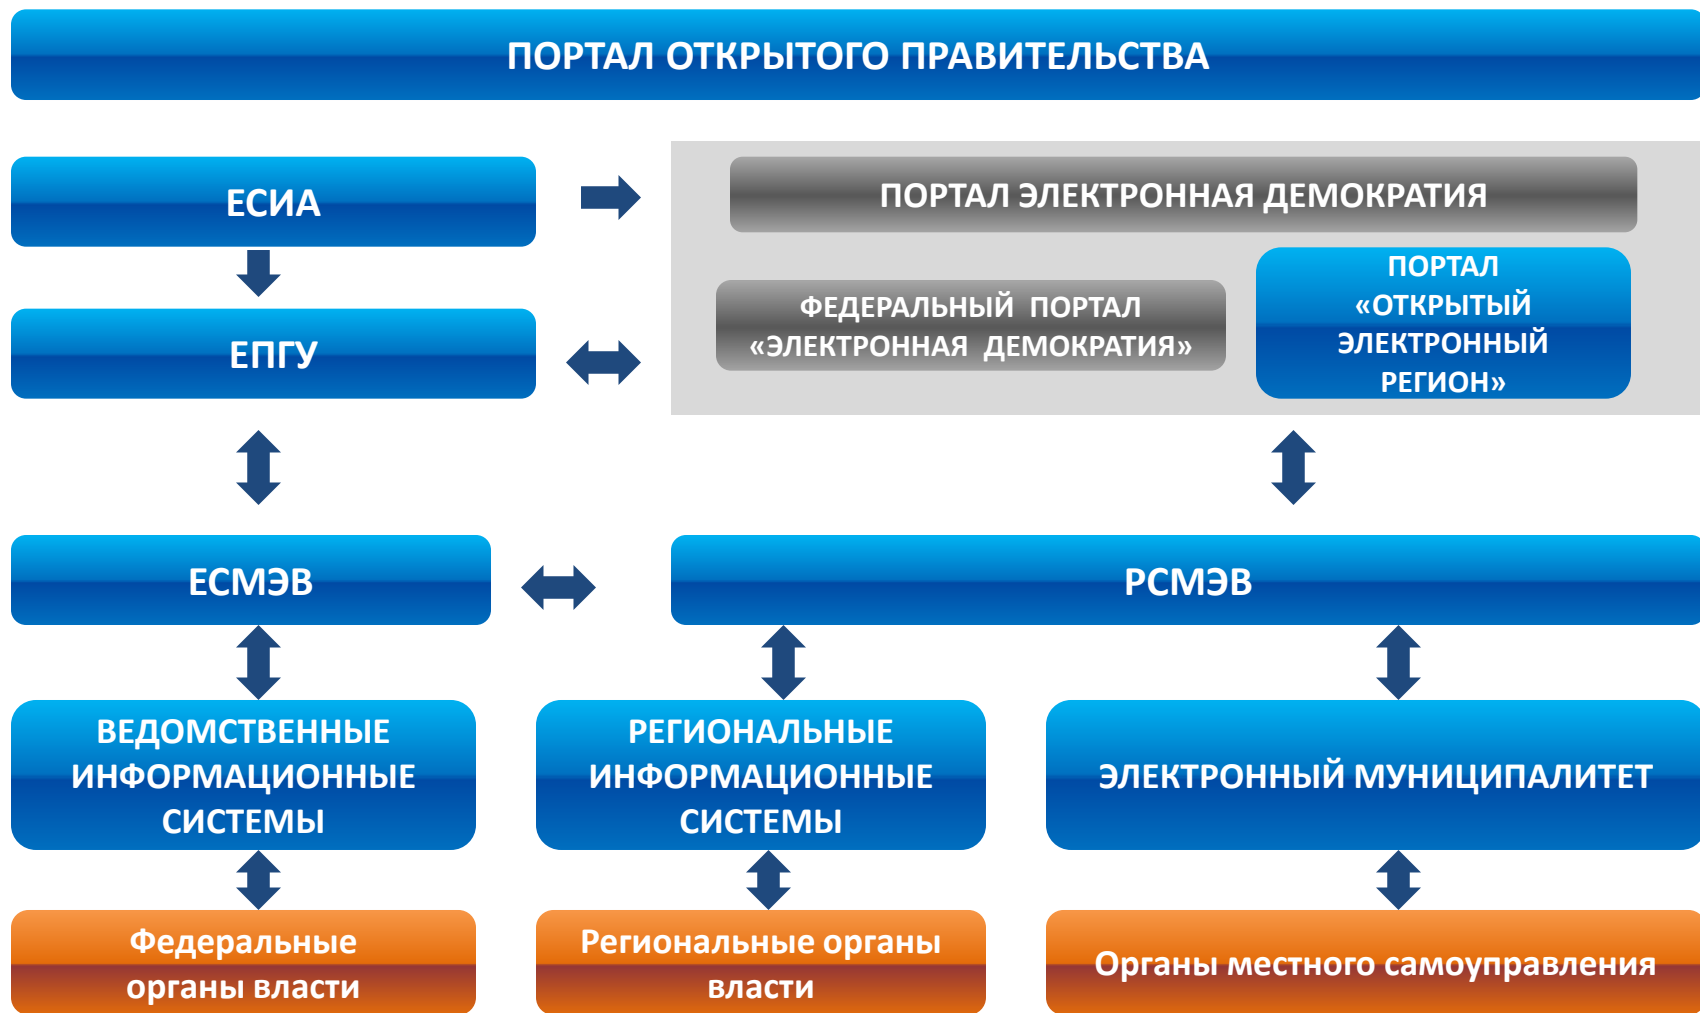 ПОРТАЛ ОТКРЫТОГО ПРАВИТЕЛЬСТВА
ЕСИА
ПОРТАЛ ЭЛЕКТРОННАЯ ДЕМОКРАТИЯ
ЕПГУ
ФЕДЕРАЛЬНЫЙ ПОРТАЛ
«ЭЛЕКТРОННАЯ ДЕМОКРАТИЯ»
ПОРТАЛ
«ОТКРЫТЫЙ
ЭЛЕКТРОННЫЙ
РЕГИОН»
ЕСМЭВ
РСМЭВ
ВЕДОМСТВЕННЫЕ
ИНФОРМАЦИОННЫЕ
СИСТЕМЫ
РЕГИОНАЛЬНЫЕ
ИНФОРМАЦИОННЫЕ
СИСТЕМЫ
ЭЛЕКТРОННЫЙ МУНИЦИПАЛИТЕТ
Федеральные
органы власти
Региональные органы
власти
Органы местного самоуправления